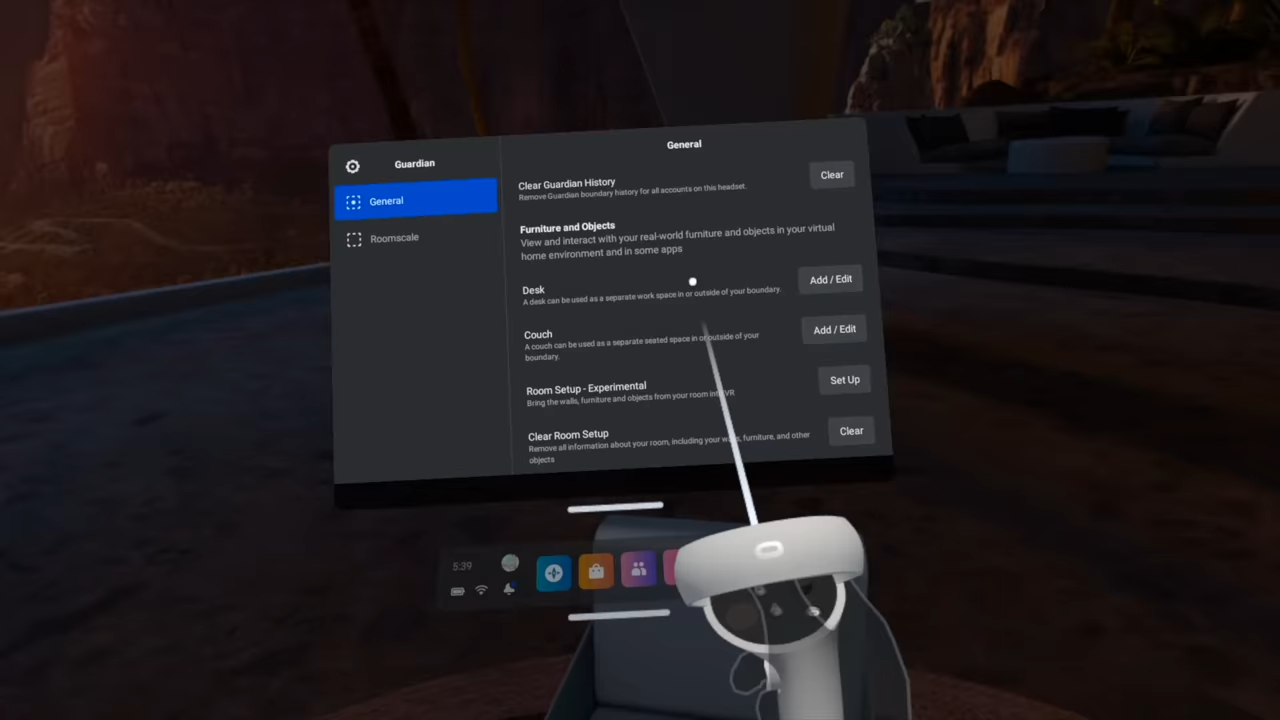 Guardian
General
Roomscale
General
Clear Guardian History
Remove Guardian boundary history for all accounts on this headset.
Clear
Furniture and Objects
View and interact with your real-world furniture and objects in your virtual
home environment and in some apps
Desk
A desk can be used as a separate work space in or outside of your boundary.
Add / Edit
Couch
A couch can be used as a separate seated space in or outside of your
boundary.
Add / Edit
Room Setup - Experimental
Bring the walls, furniture and objects from your room into VR
Set Up
Clear Room Setup
Remove all information about your room, including your walls, furniture, and other
objects
Clear
5:39